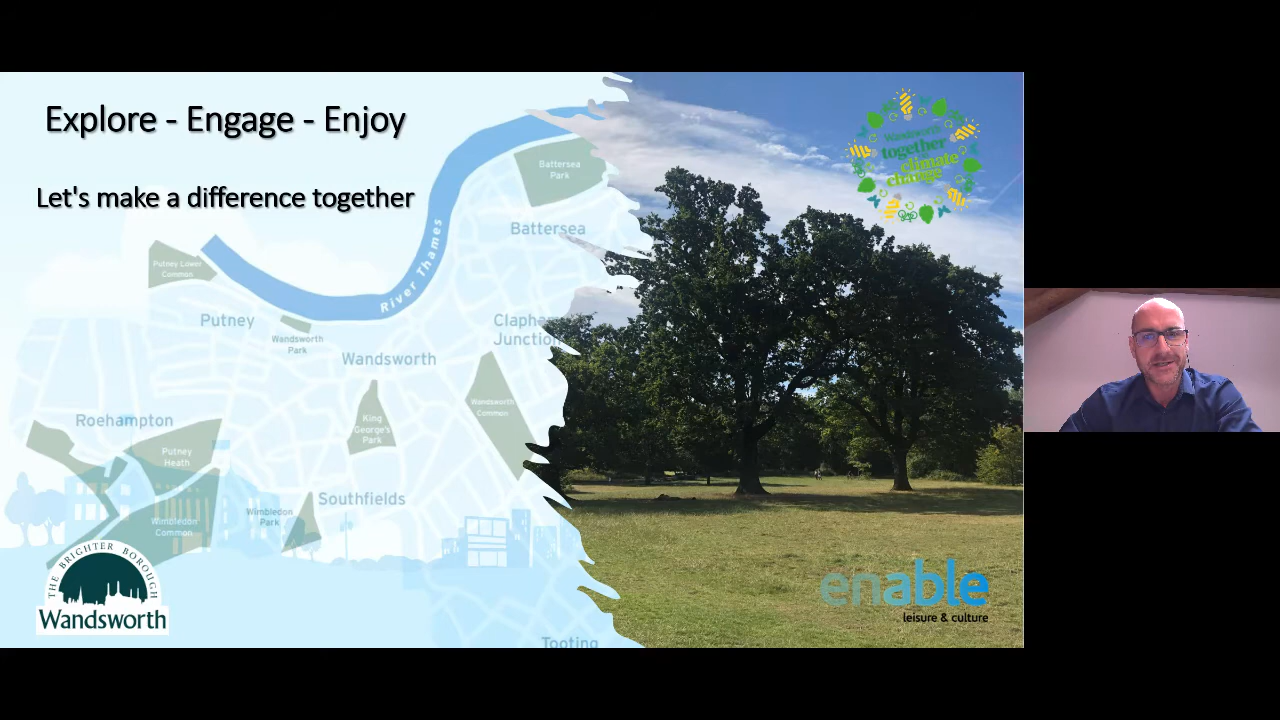 Explore - Engage - Enjoy
Let's make a difference together
Wandsworth
together
climate
change
Battersea
Park
Battersea
Putney Lower
Common
River Thames
Putney
Wandsworth
Park
Wandsworth
Clapham
Junction
Wandsworth
Common
King
George's
Park
Roehampton
Putney
Heath
Southfields
Wimbledon
Common
Wimbledon
Park
THE BRIGHTER BOROUGH
Wandsworth
enable
leisure & culture
Tooting